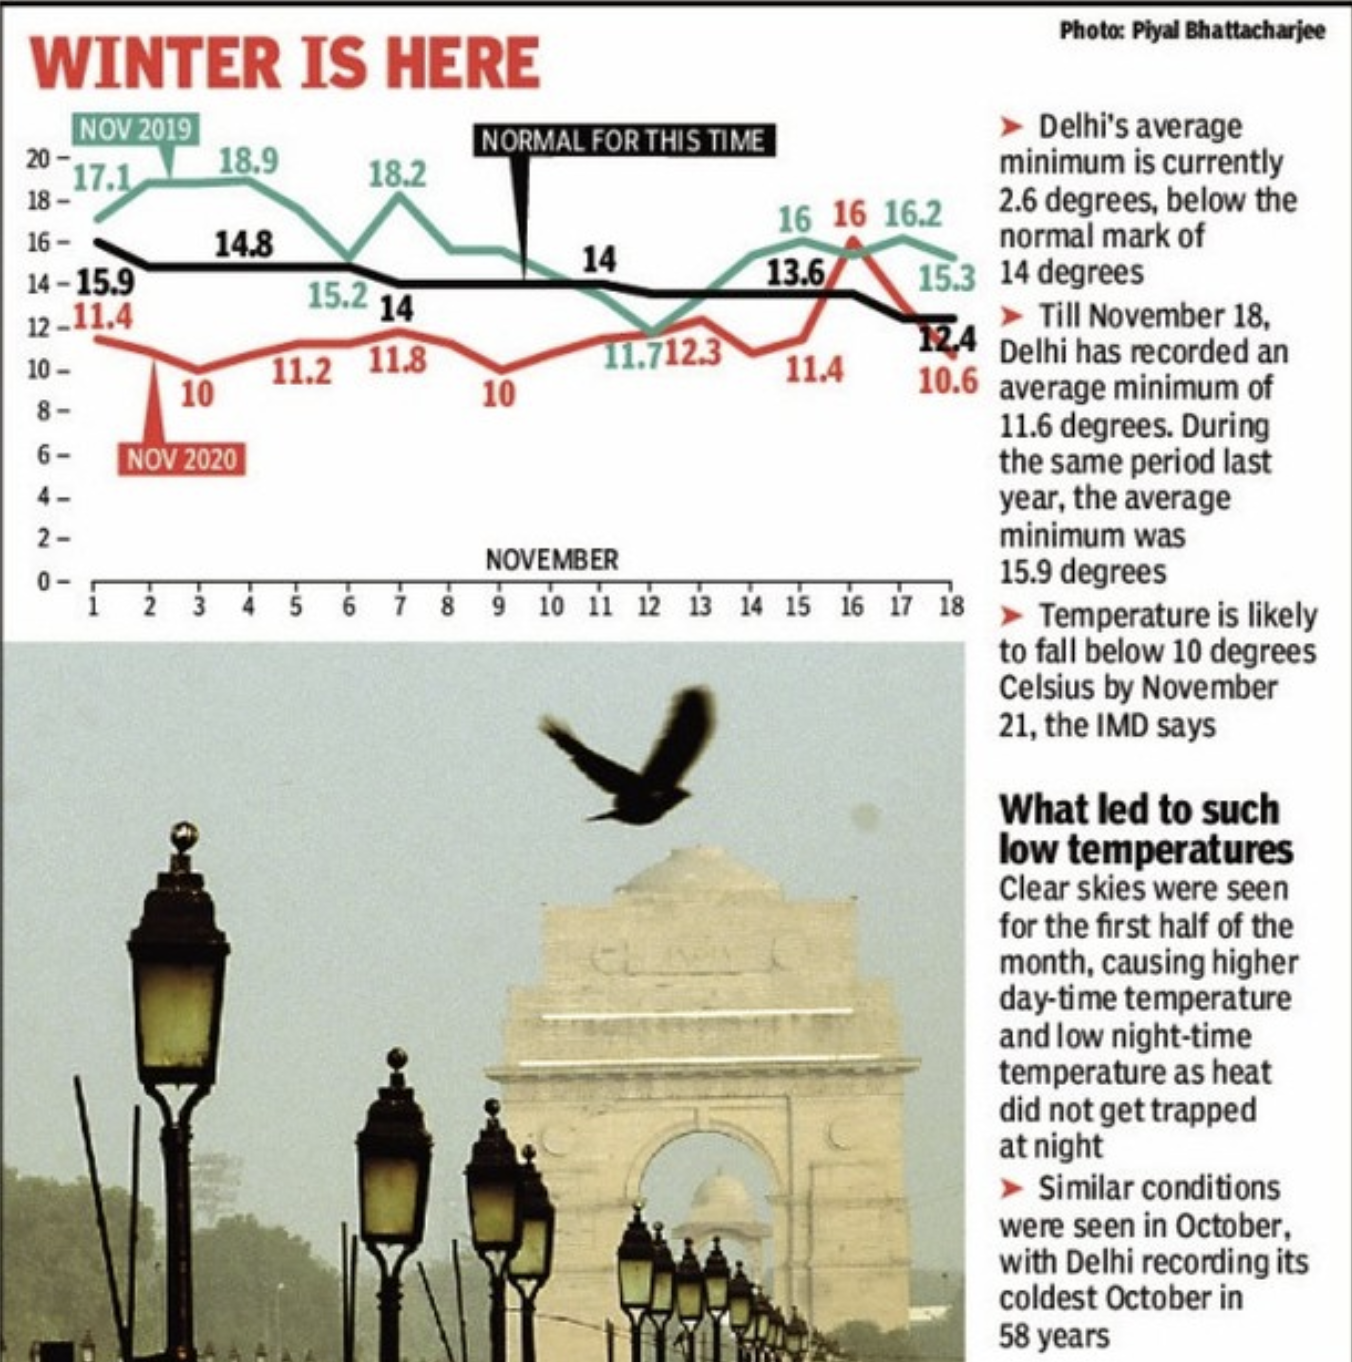 Photo: Piyal Bhattacharjee
WINTER IS HERE
NOV 2019
NORMAL FOR THIS TIME
20
18
16
14
12
10
8
6
4
2
0
17.1
18.9
18.2
16
16
16.2
14.8
14
13.6
15.9
15.2
14
15.3
11.4
12.4
11.7
12.3
10
11.2
11.8
10
11.4
10.6
NOV 2020
NOVEMBER
1 2 3 4 5 6 7 8 9 10 11 12 13 14 15 16 17 18
➤ Delhi's average
minimum is currently
2.6 degrees, below the
normal mark of
14 degrees
➤ Till November 18,
Delhi has recorded an
average minimum of
11.6 degrees. During
the same period last
year, the average
minimum was
15.9 degrees
➤ Temperature is likely
to fall below 10 degrees
Celsius by November
21, the IMD says
What led to such
low temperatures
Clear skies were seen
for the first half of the
month, causing higher
day-time temperature
and low night-time
temperature as heat
did not get trapped
at night
➤ Similar conditions
were seen in October,
with Delhi recording its
coldest October in
58 years